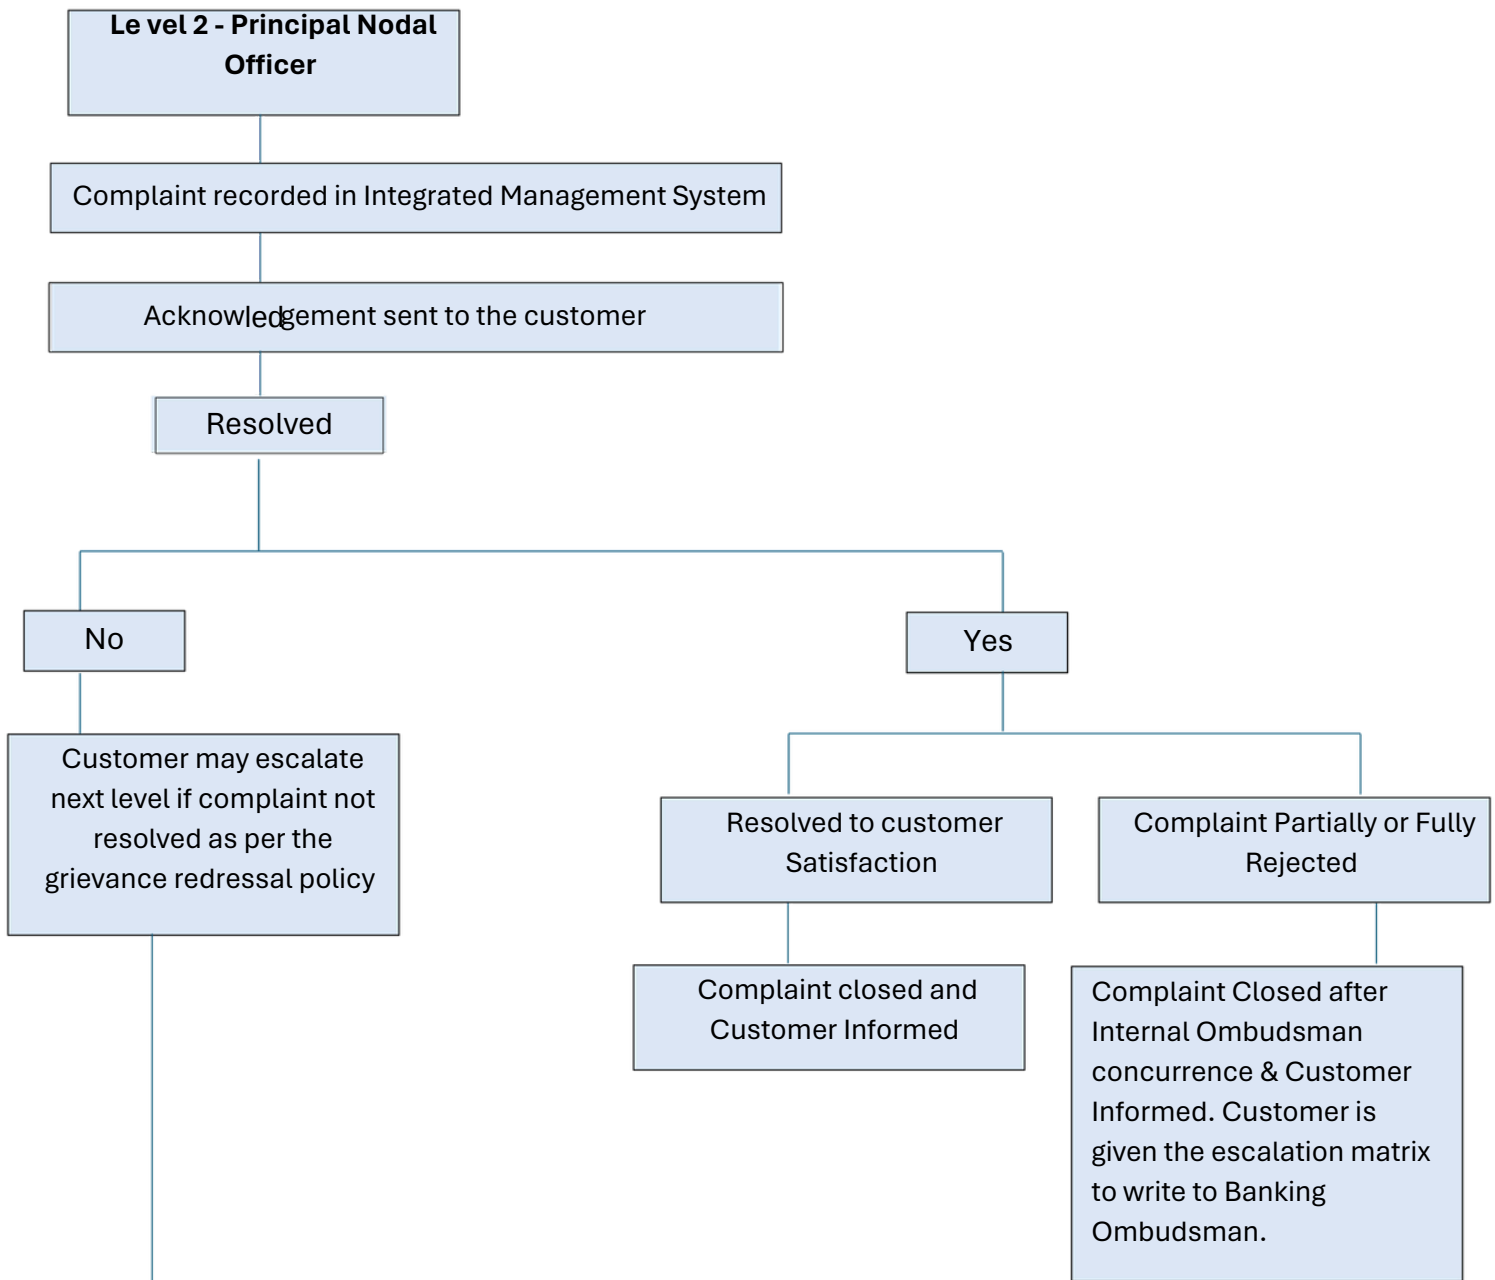 Le vel 2 - Principal Nodal
Officer
Complaint recorded in Integrated Management System
Acknowledgement sent to the customer
Resolved
No
Yes
Customer may escalate
next level if complaint not
resolved as per the
grievance redressal policy
Resolved to customer
Satisfaction
Complaint Partially or Fully
Rejected
Complaint closed and
Customer Informed
Complaint Closed after
Internal Ombudsman
concurrence & Customer
Informed. Customer is
given the escalation matrix
to write to Banking
Ombudsman.